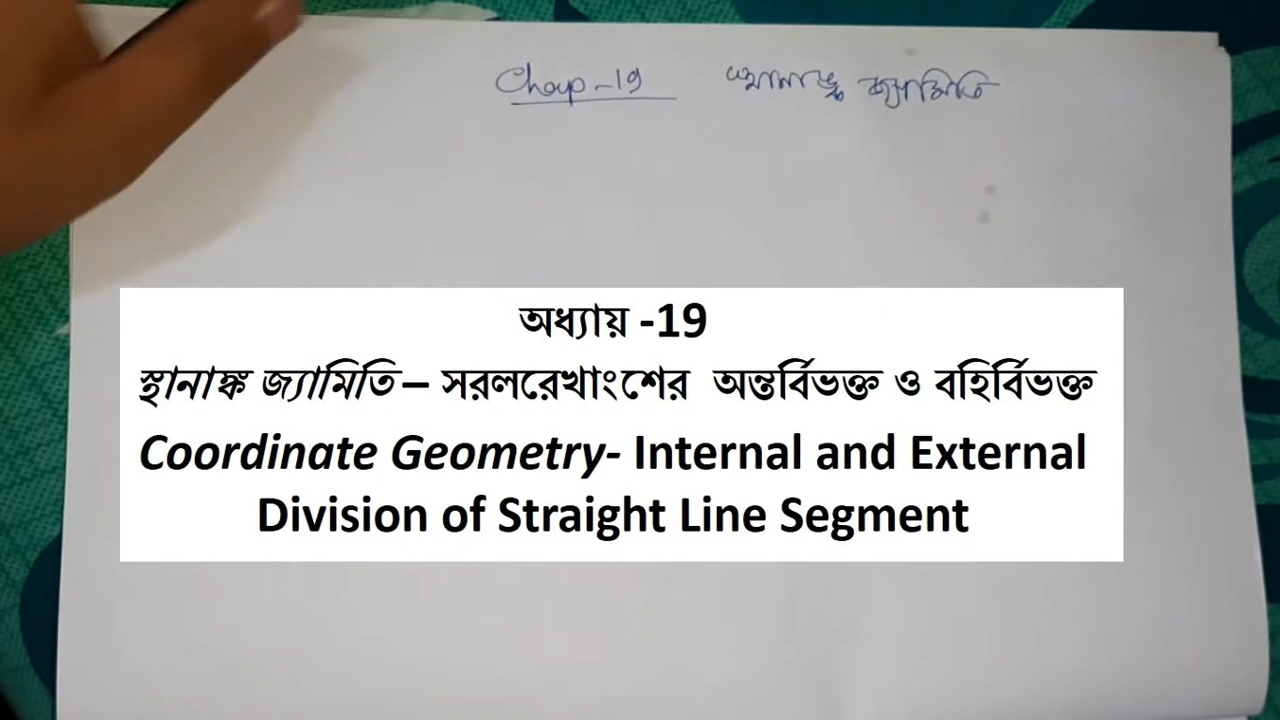 Chap-19 স্থানাঙ্ক জ্যামিতি
অধ্যায় -19
স্থানাঙ্ক জ্যামিতি – সরলরেখাংশের অন্তর্বিভক্ত ও বহির্বিভক্ত
Coordinate Geometry- Internal and External
Division of Straight Line Segment